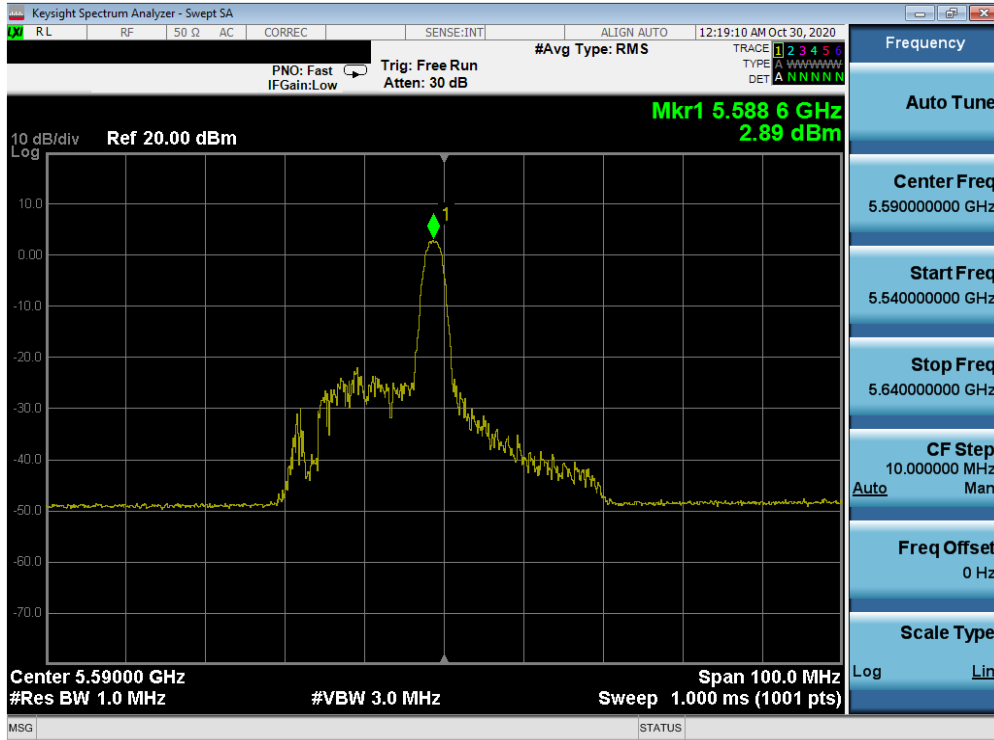 Keysight Spectrum Analyzer - Swept SA
LXI RL RF 50 Ω AC CORREC SENSE:INT ALIGN AUTO 12:19:10 AM Oct 30, 2020
PNO: Fast
IFGain:Low
Trig: Free Run
Atten: 30 dB
#Avg Type: RMS
TRACE 1 2 3 4 5 6
TYPE A WWWWW
DET A N N N N N
Mkr1 5.588 6 GHz
2.89 dBm
10 dB/div Ref 20.00 dBm
Log
10.0
0.00
-10.0
-20.0
-30.0
-40.0
-50.0
-60.0
-70.0
1
Center 5.59000 GHz Span 100.0 MHz
#Res BW 1.0 MHz #VBW 3.0 MHz Sweep 1.000 ms (1001 pts)
MSG STATUS
Frequency
Auto Tune
Center Freq
5.590000000 GHz
Start Freq
5.540000000 GHz
Stop Freq
5.640000000 GHz
CF Step
10.000000 MHz
Auto Man
Freq Offset
0 Hz
Scale Type
Log Lin